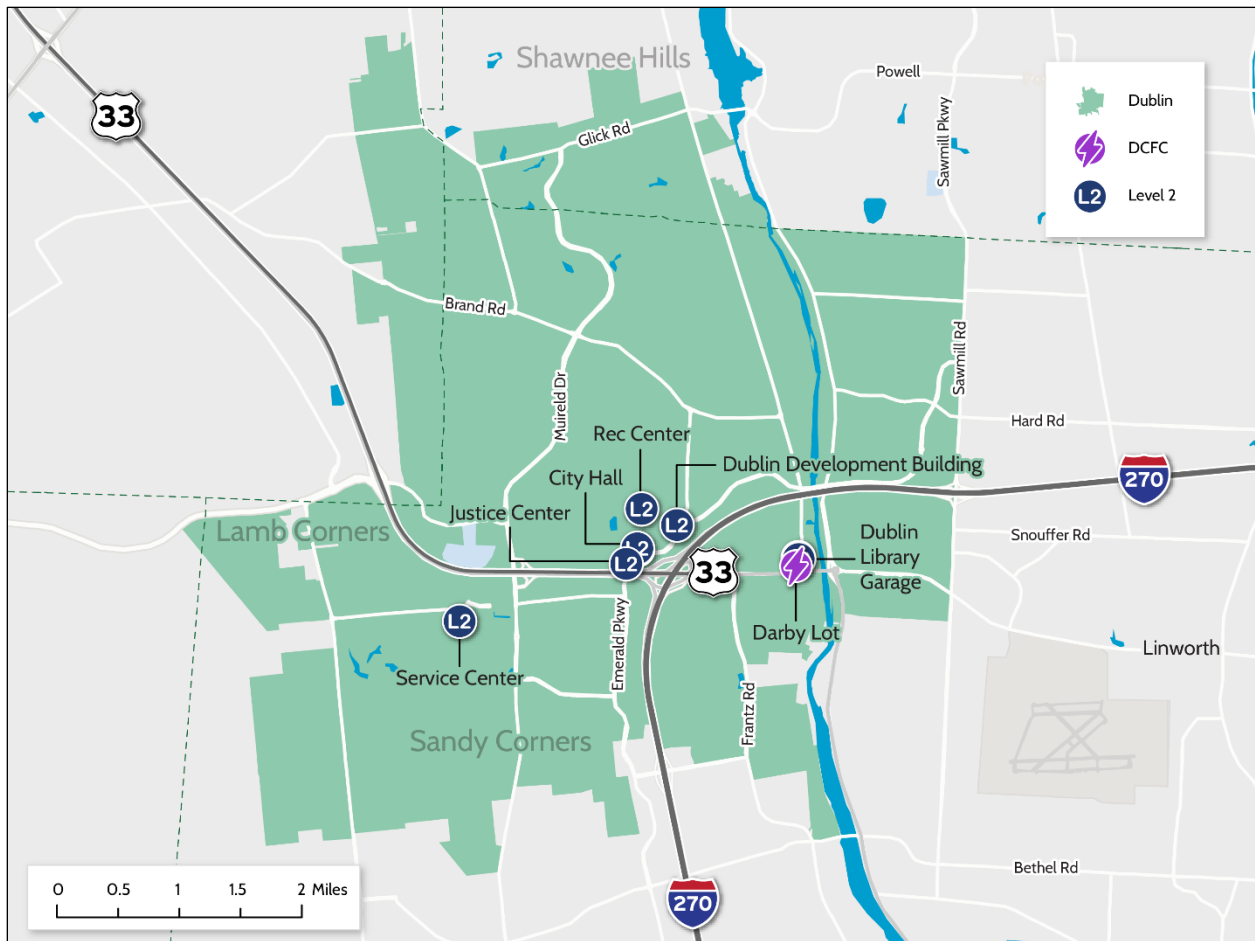 Shawnee Hills
Powell
Sawmill Pkwy
Dublin
DCFC
L2
Level 2
33
Glick Rd
Brand Rd
Muireld Dr
Sawmill Rd
Hard Rd
Rec Center
City Hall
Dublin Development Building
Justice Center
L2
L2
L2
L2
270
Lamb Corners
Snouffer Rd
Dublin
Library
Garage
33
Darby Lot
L2
Service Center
Emerald Pkwy
Frantz Rd
Linworth
Sandy Corners
Bethel Rd
270
0 0.5 1 1.5 2 Miles